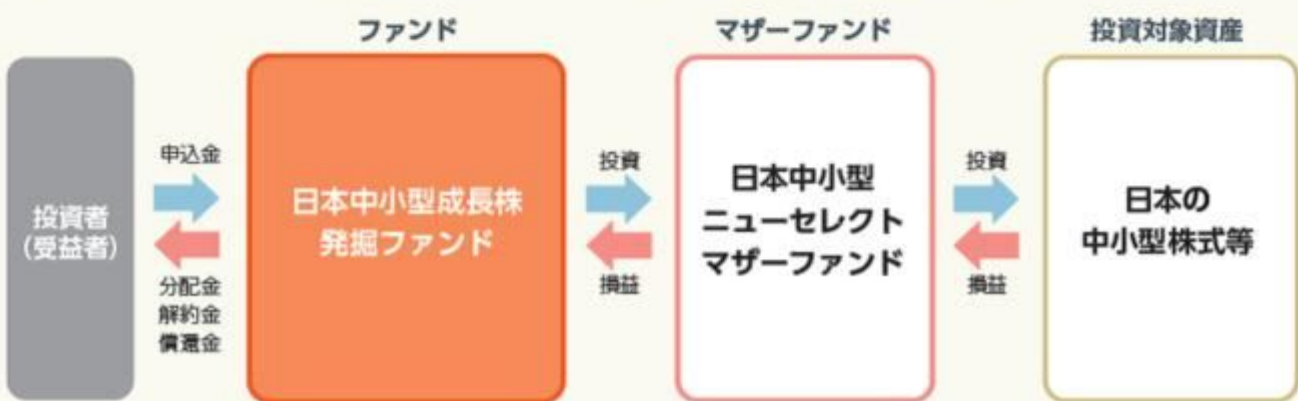 ファンド
マザーファンド
投資対象資産
投資者
(受益者)
申込金
分配金
解約金
償還金
日本中小型成長株
発掘ファンド
投資
損益
日本中小型
ニューセレクト
マザーファンド
投資
損益
日本の
中小型株式等